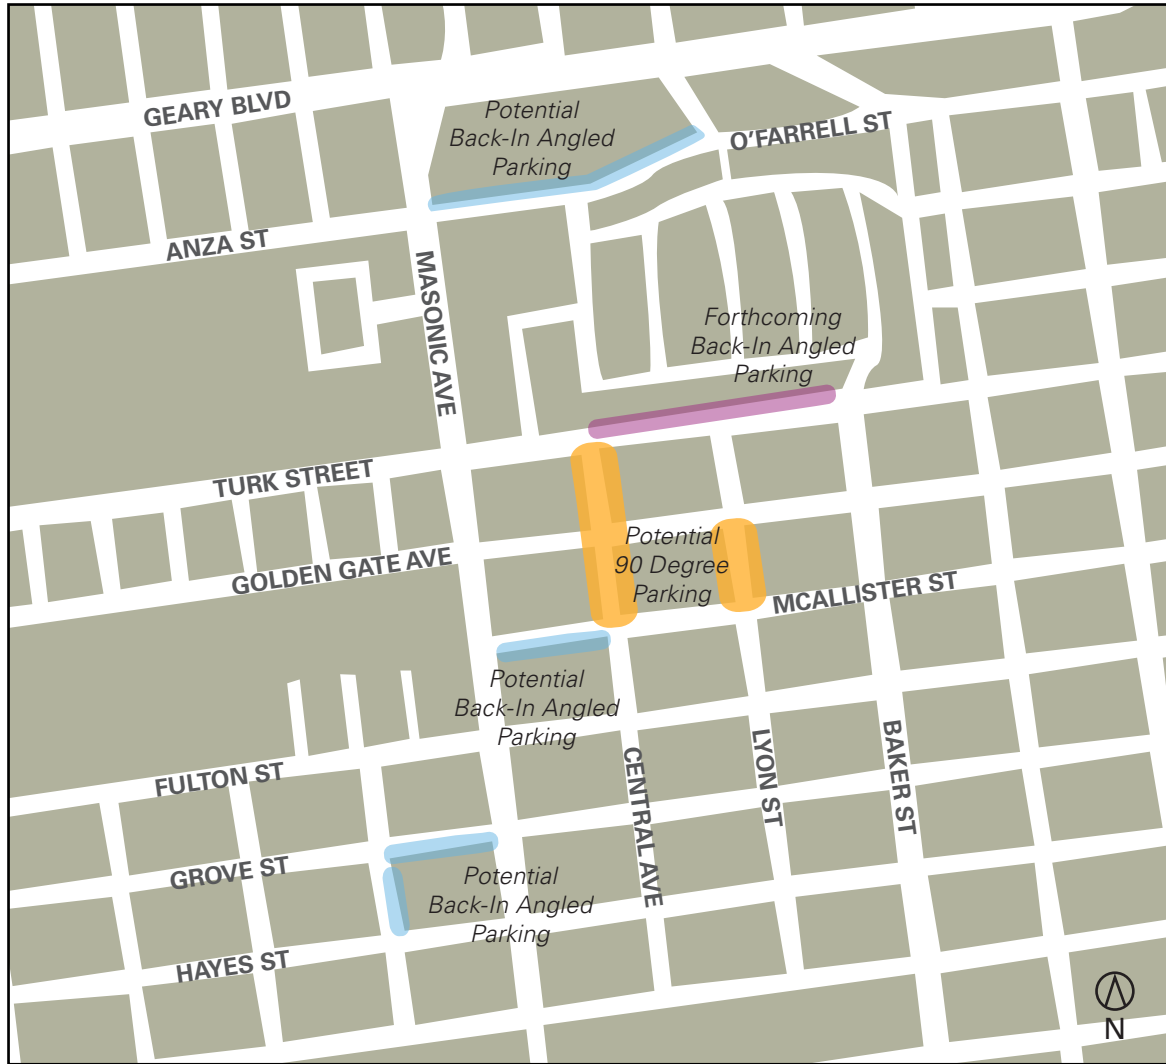 GEARY BLVD
Potential
Back-In Angled
Parking
O'FARRELL ST
ANZA ST
MASONIC AVE
Forthcoming
Back-In Angled
Parking
TURK STREET
GOLDEN GATE AVE
Potential
90 Degree
Parking
MCALLISTER ST
Potential
Back-In Angled
Parking
FULTON ST
CENTRAL AVE
LYON ST
BAKER ST
GROVE ST
Potential
Back-In Angled
Parking
HAYES ST
N